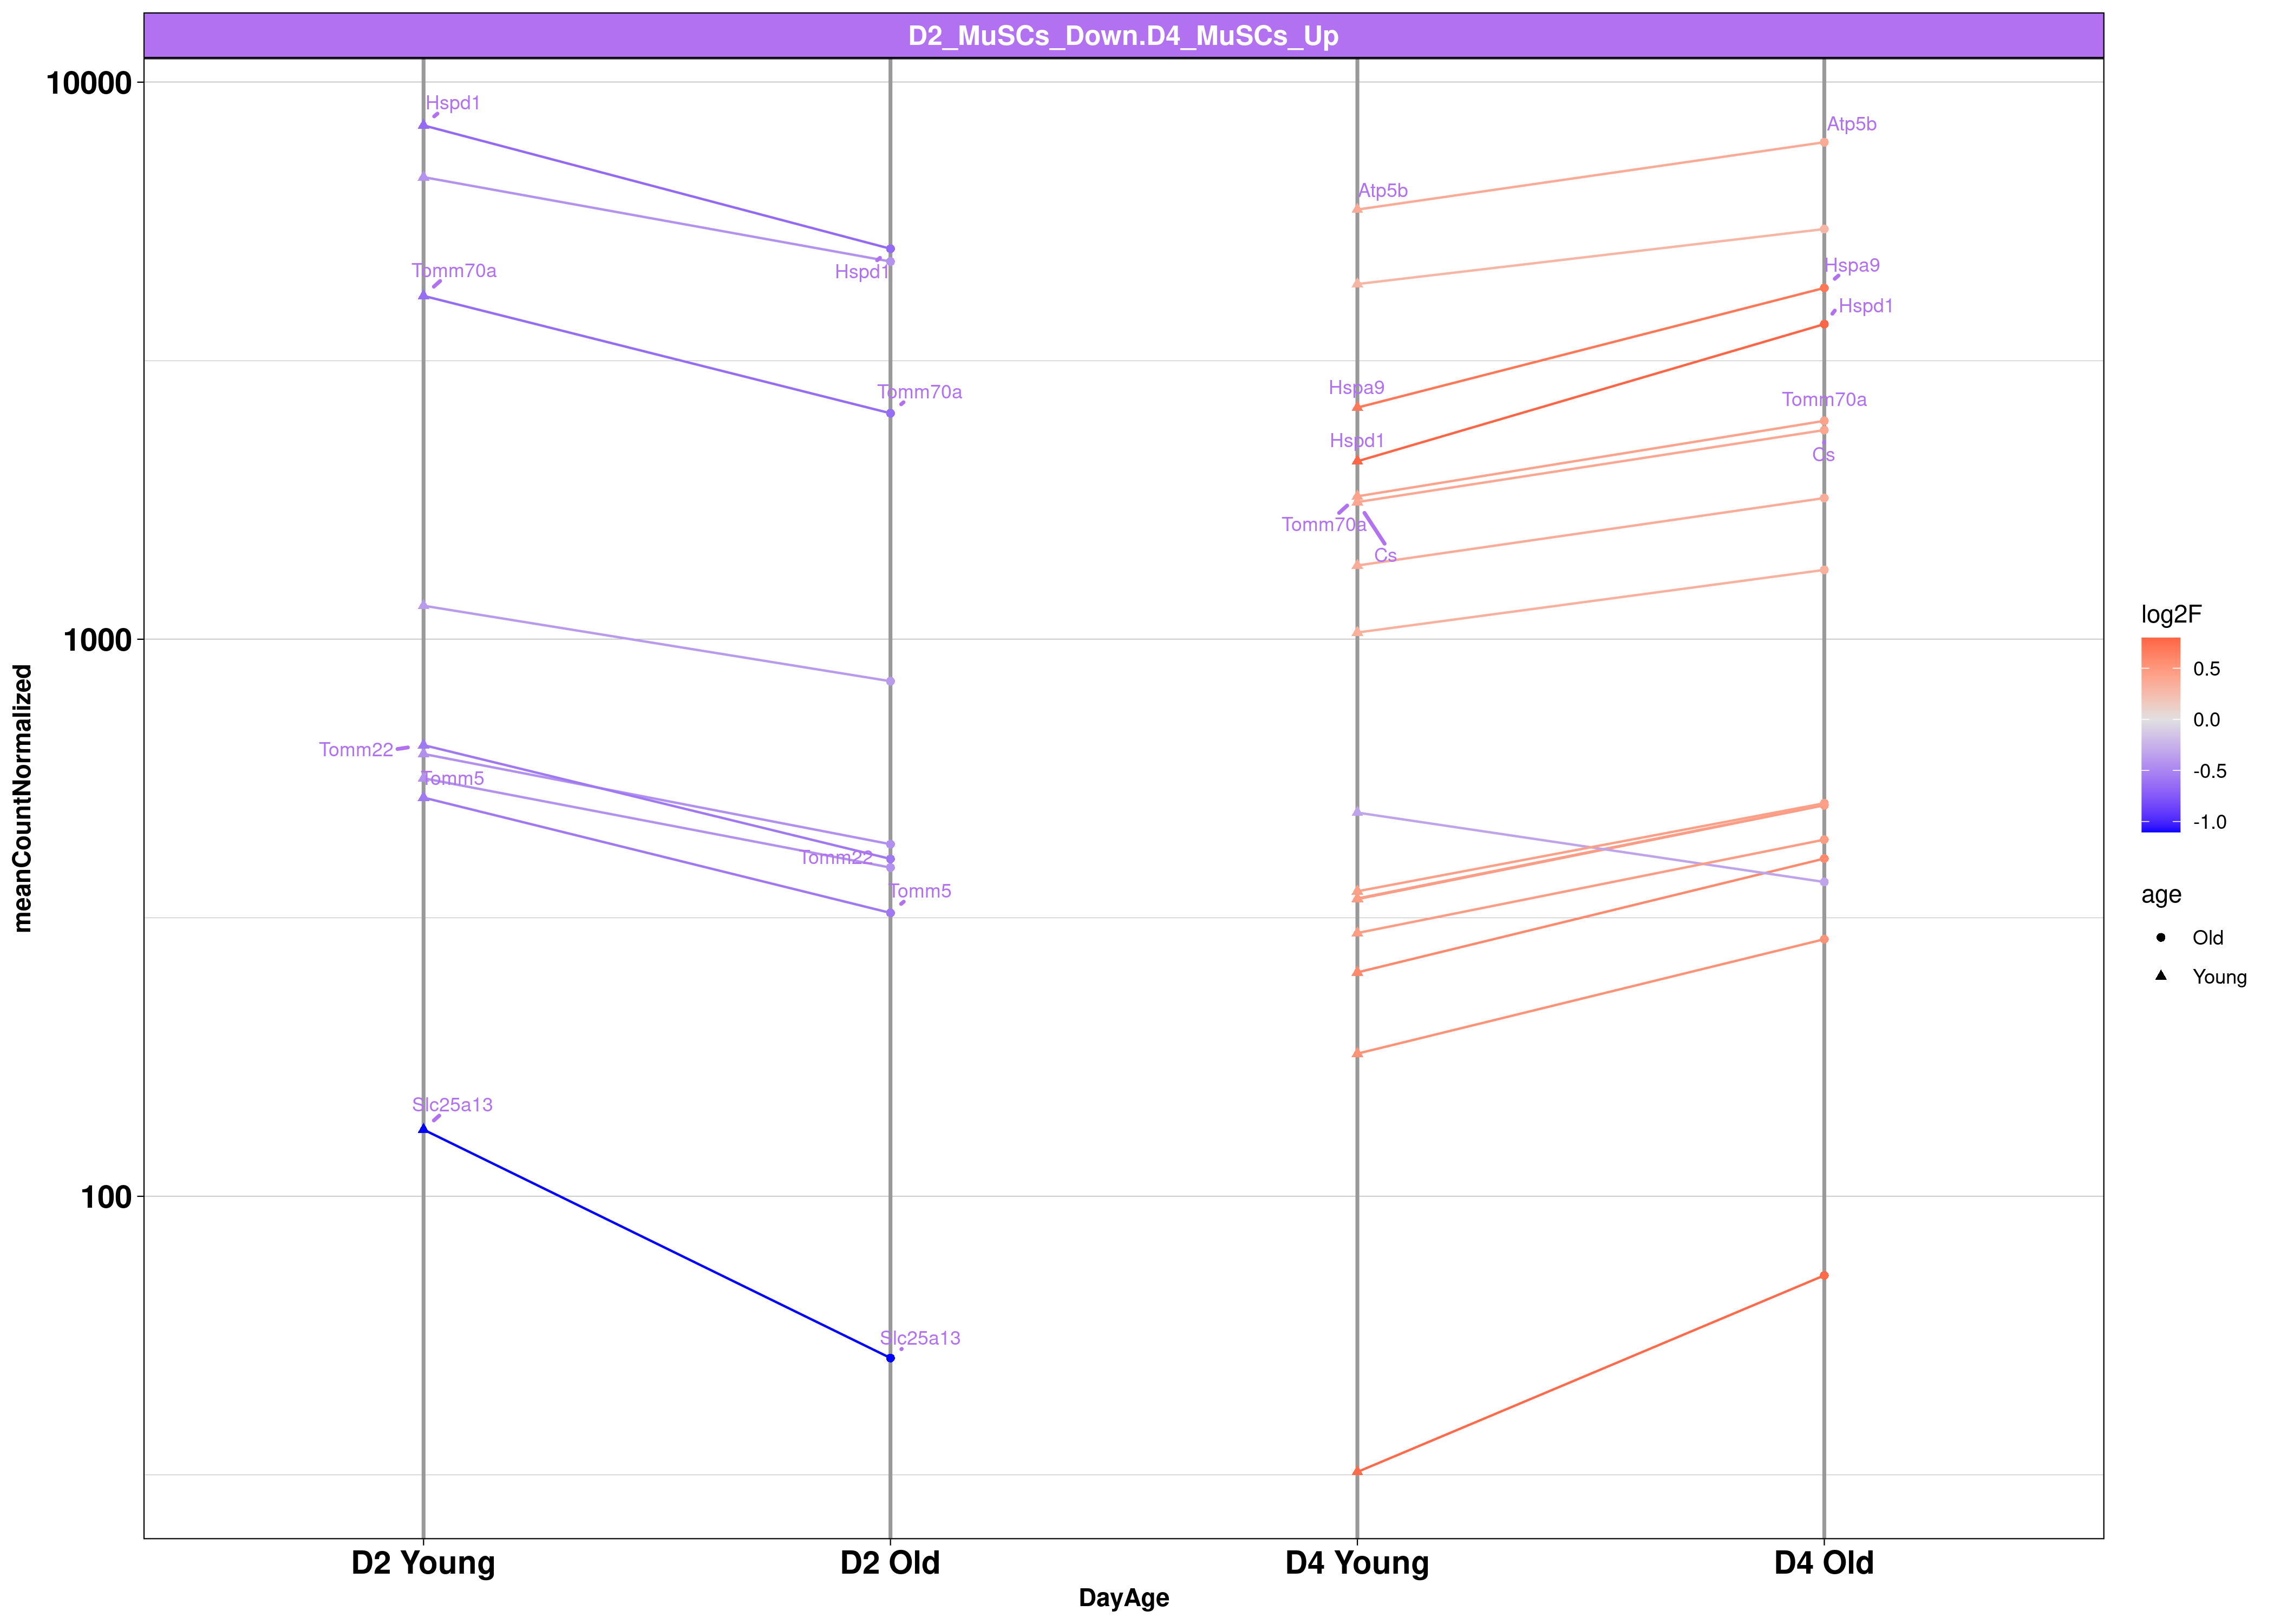 D2_MuSCs_Down.D4_MuSCs_Up
10000
1000
100
meanCountNormalized
Hspd1
Tomm70a
Tomm22
Tomm5
Slc25a13
Hspd1
Tomm70a
Tomm22
Tomm5
Slc25a13
Atp5b
Hspa9
Hspd1
Tomm70a
Cs
Atp5b
Hspa9
Hspd1
Tomm70a
Cs
D2 Young
D2 Old
D4 Young
D4 Old
DayAge
log2F
0.5
0.0
-0.5
-1.0
age
Old
Young